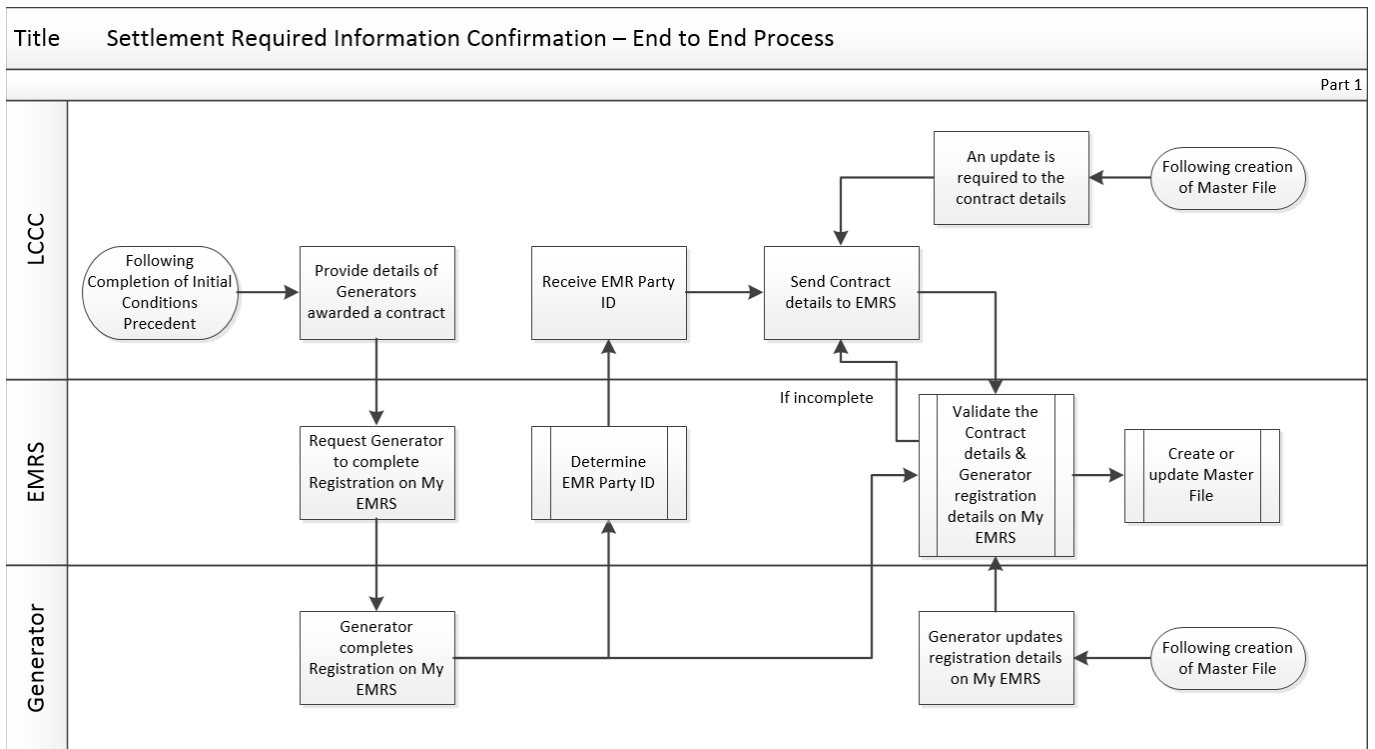 Title Settlement Required Information Confirmation – End to End Process
Part 1
LCCC
Following
Completion of Initial
Conditions
Precedent
Provide details of
Generators
awarded a contract
Receive EMR Party
ID
Send Contract
details to EMRS
An update is
required to the
contract details
Following creation
of Master File
EMRS
Request Generator
to complete
Registration on My
EMRS
Determine
EMR Party ID
If incomplete
Validate the
Contract
details &
Generator
registration
details on My
EMRS
Create or
update Master
File
Generator
Generator
completes
Registration on My
EMRS
Generator updates
registration details
on My EMRS
Following creation
of Master File